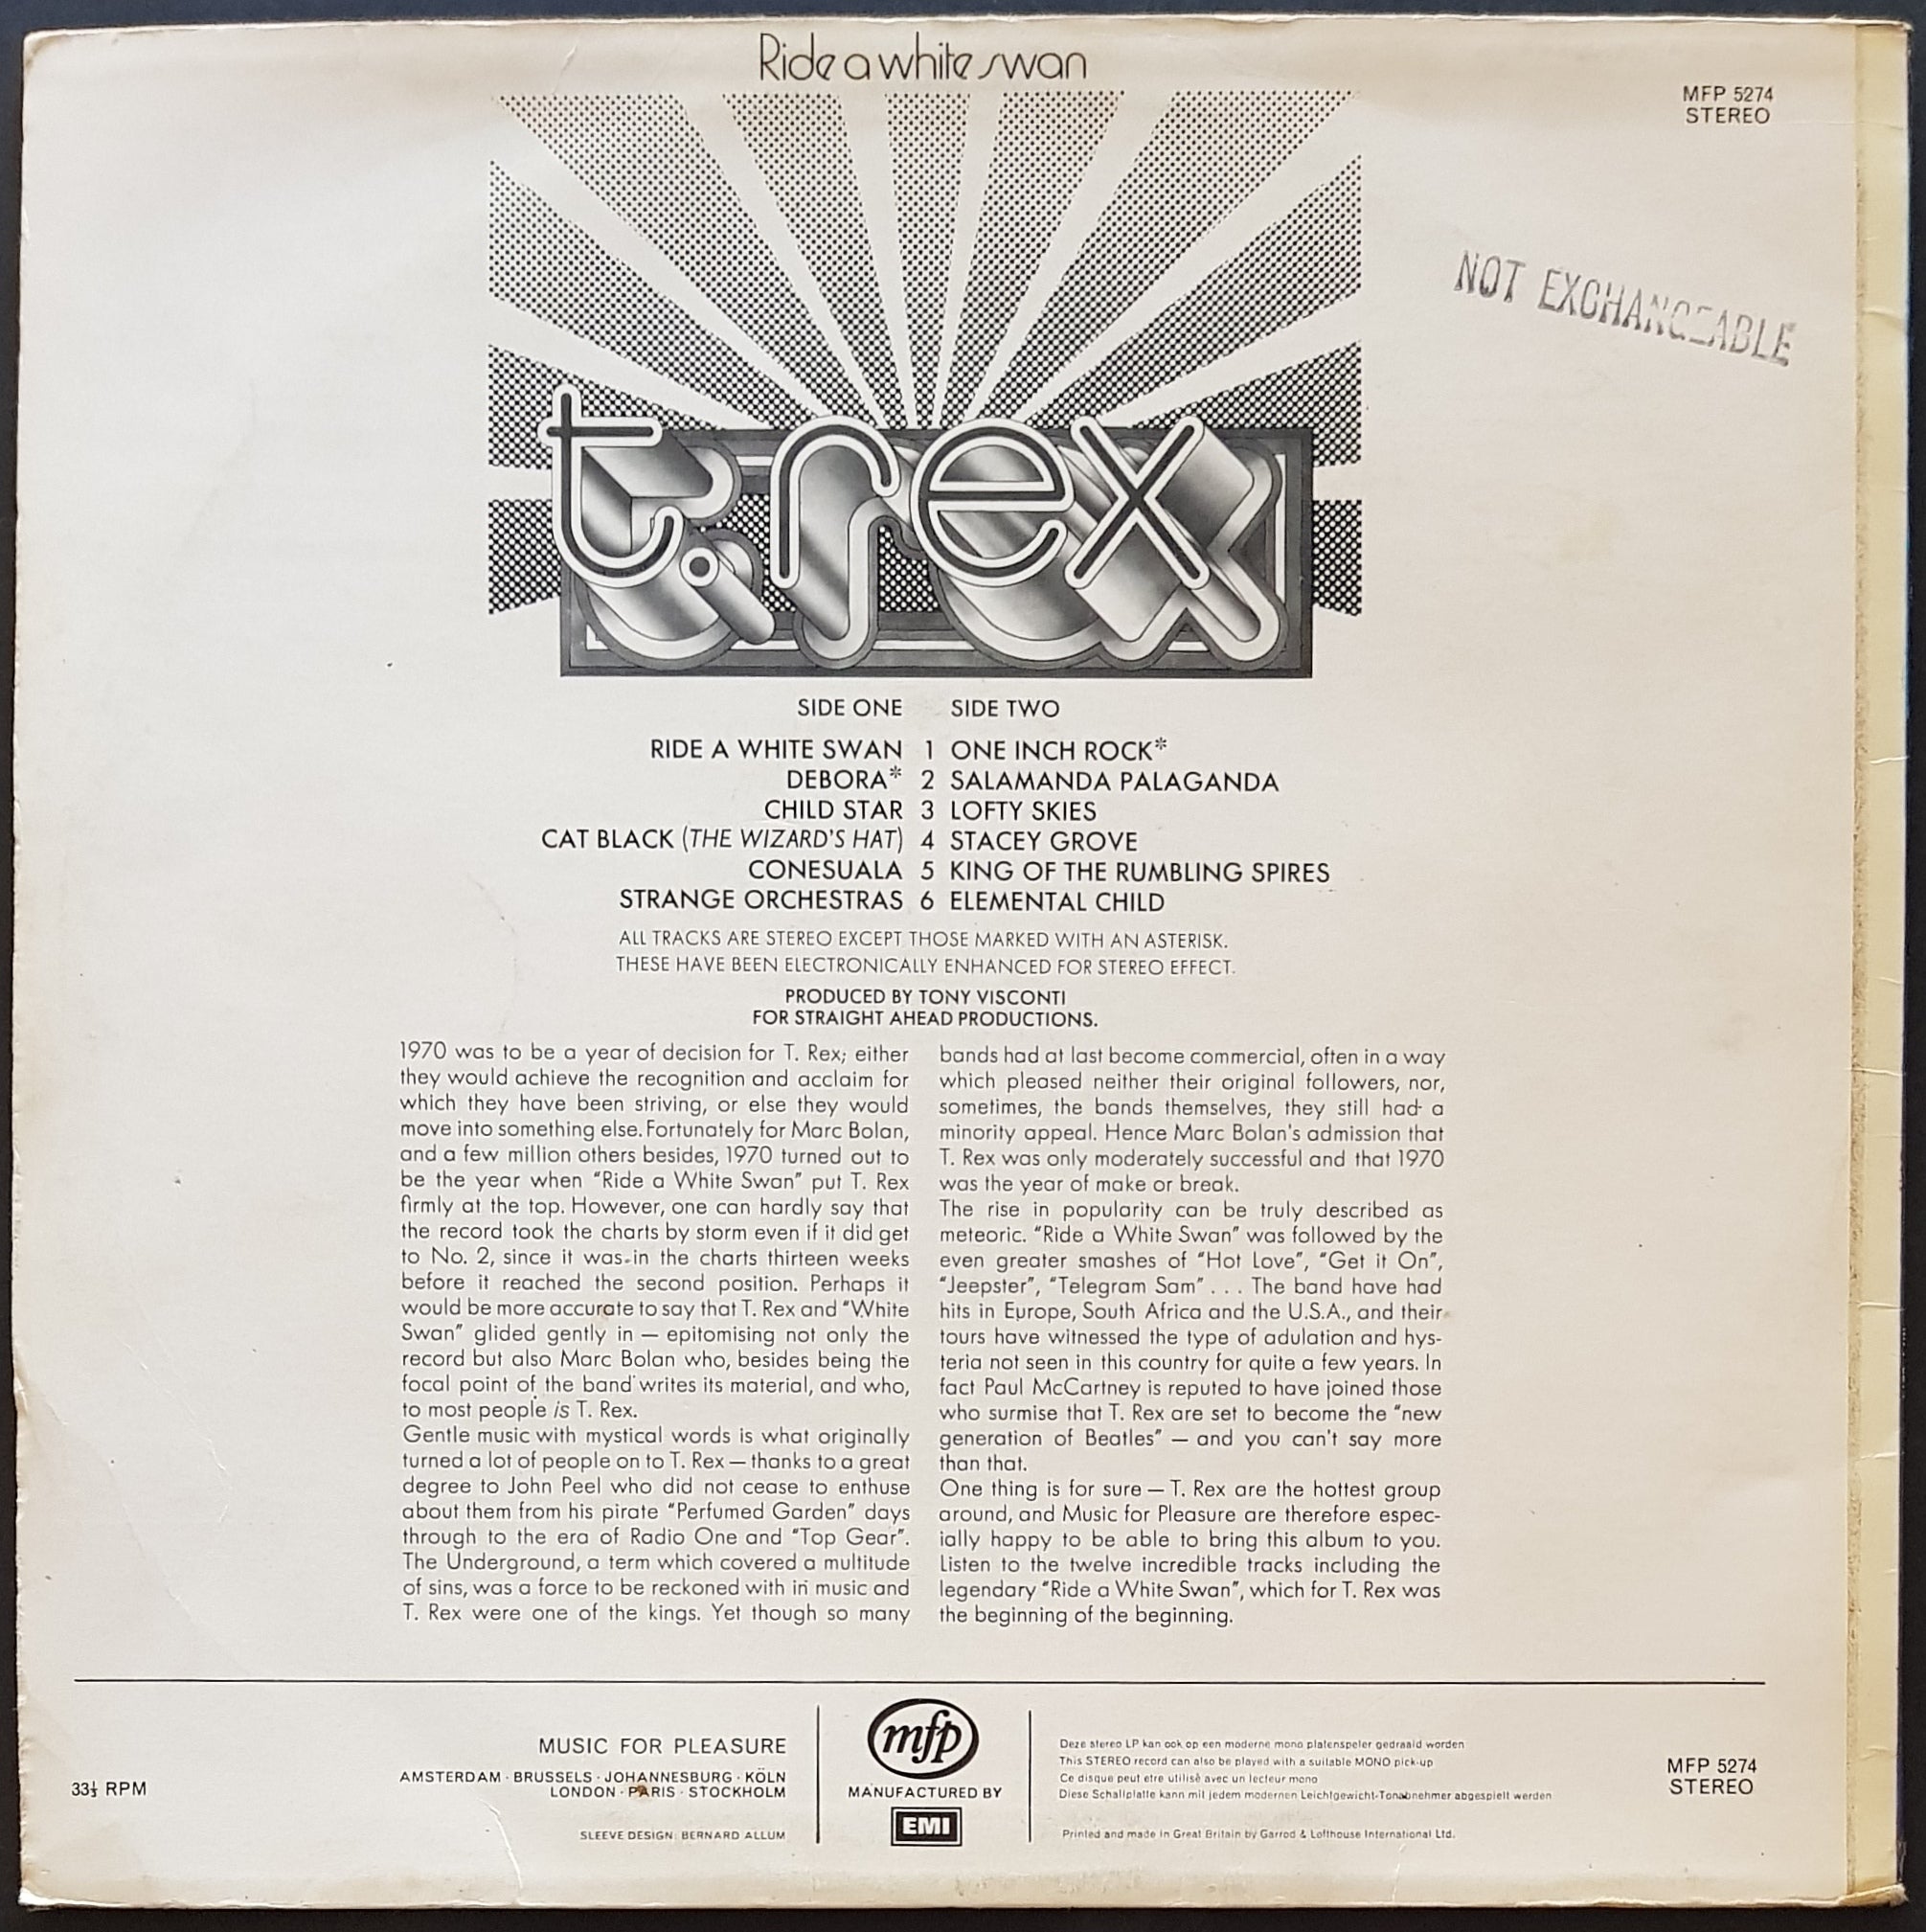 Ride a white swan
MFP 5274
STEREO
NOT EXCHANGEABLE
t.rex
SIDE ONE SIDE TWO
RIDE A WHITE SWAN 1 ONE INCH ROCK*
DEBORA* 2 SALAMANDA PALAGANDA
CHILD STAR 3 LOFTY SKIES
CAT BLACK (THE WIZARD'S HAT) 4 STACEY GROVE
CONESUALA 5 KING OF THE RUMBLING SPIRES
STRANGE ORCHESTRAS 6 ELEMENTAL CHILD
ALL TRACKS ARE STEREO EXCEPT THOSE MARKED WITH AN ASTERISK.
THESE HAVE BEEN ELECTRONICALLY ENHANCED FOR STEREO EFFECT.
PRODUCED BY TONY VISCONTI
FOR STRAIGHT AHEAD PRODUCTIONS.
1970 was to be a year of decision for T. Rex; either
they would achieve the recognition and acclaim for
which they have been striving, or else they would
move into something else. Fortunately for Marc Bolan,
and a few million others besides, 1970 turned out to
be the year when "Ride a White Swan" put T. Rex
firmly at the top. However, one can hardly say that
the record took the charts by storm even if it did get
to No. 2, since it was in the charts thirteen weeks
before it reached the second position. Perhaps it
would be more accurate to say that T. Rex and "White
Swan" glided gently in — epitomising not only the
record but also Marc Bolan who, besides being the
focal point of the band writes its material, and who,
to most people is T. Rex.
Gentle music with mystical words is what originally
turned a lot of people on to T. Rex — thanks to a great
degree to John Peel who did not cease to enthuse
about them from his pirate "Perfumed Garden" days
through to the era of Radio One and "Top Gear".
The Underground, a term which covered a multitude
of sins, was a force to be reckoned with in music and
T. Rex were one of the kings. Yet though so many
bands had at last become commercial, often in a way
which pleased neither their original followers, nor,
sometimes, the bands themselves, they still had a
minority appeal. Hence Marc Bolan's admission that
T. Rex was only moderately successful and that 1970
was the year of make or break.
The rise in popularity can be truly described as
meteoric. "Ride a White Swan" was followed by the
even greater smashes of "Hot Love", "Get it On",
"Jeepster", "Telegram Sam" . . . The band have had
hits in Europe, South Africa and the U.S.A., and their
tours have witnessed the type of adulation and hys-
teria not seen in this country for quite a few years. In
fact Paul McCartney is reputed to have joined those
who surmise that T. Rex are set to become the "new
generation of Beatles" — and you can't say more
than that.
One thing is for sure — T. Rex are the hottest group
around, and Music for Pleasure are therefore espec-
ially happy to be able to bring this album to you.
Listen to the twelve incredible tracks including the
legendary "Ride a White Swan", which for T. Rex was
the beginning of the beginning.
33⅓ RPM
MUSIC FOR PLEASURE
AMSTERDAM · BRUSSELS · JOHANNESBURG · KÖLN
LONDON · PARIS · STOCKHOLM
SLEEVE DESIGN: BERNARD ALLUM
mfp
MANUFACTURED BY
EMI
Deze stereo LP kan ook op een moderne mono platenspeler gedraaid worden
This STEREO record can also be played with a suitable MONO pick-up
Ce disque peut etre utilisè avec un lecteur mono
Diese Schallplatte kann mit jedem modernen Leichtgewicht-Tonabnehmer abgespielt werden
Printed and made in Great Britain by Garrod & Lofthouse International Ltd.
MFP 5274
STEREO